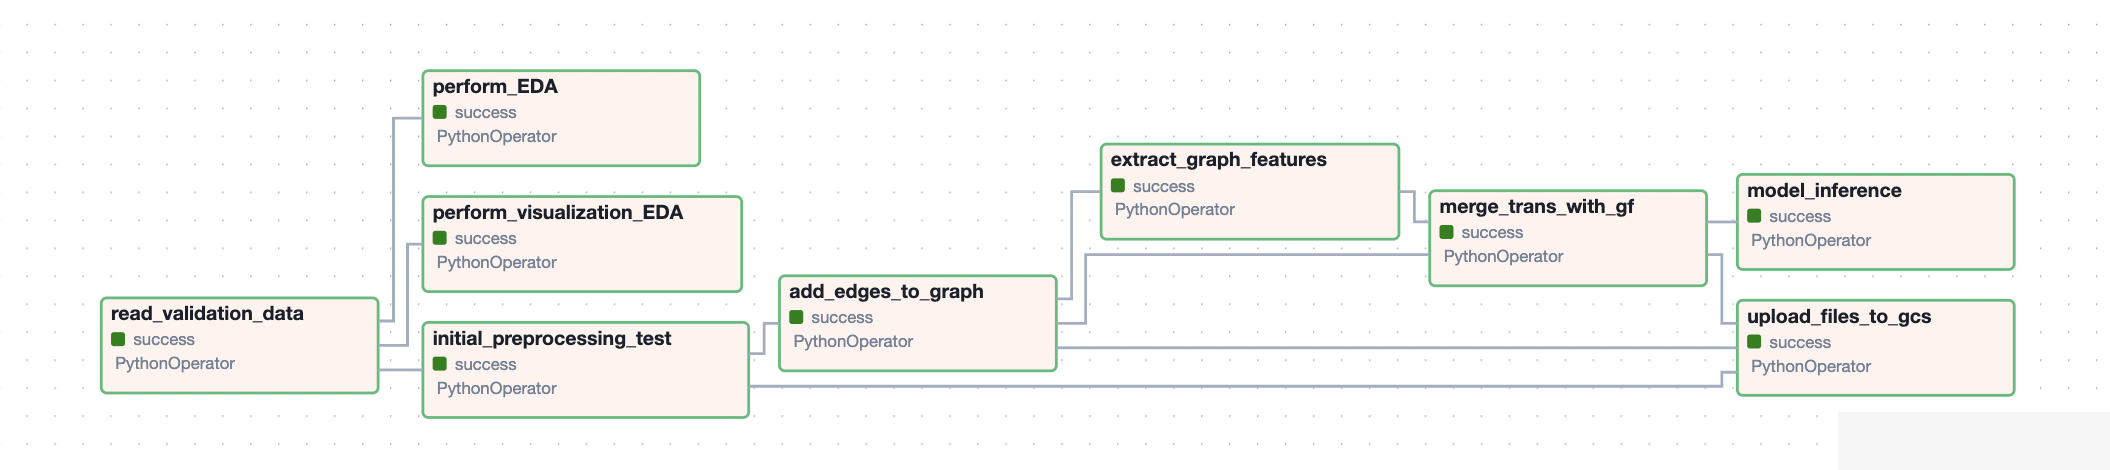 perform_EDA
success
PythonOperator
perform_visualization_EDA
success
PythonOperator
read_validation_data
success
PythonOperator
initial_preprocessing_test
success
PythonOperator
add_edges_to_graph
success
PythonOperator
extract_graph_features
success
PythonOperator
merge_trans_with_gf
success
PythonOperator
model_inference
success
PythonOperator
upload_files_to_gcs
success
PythonOperator